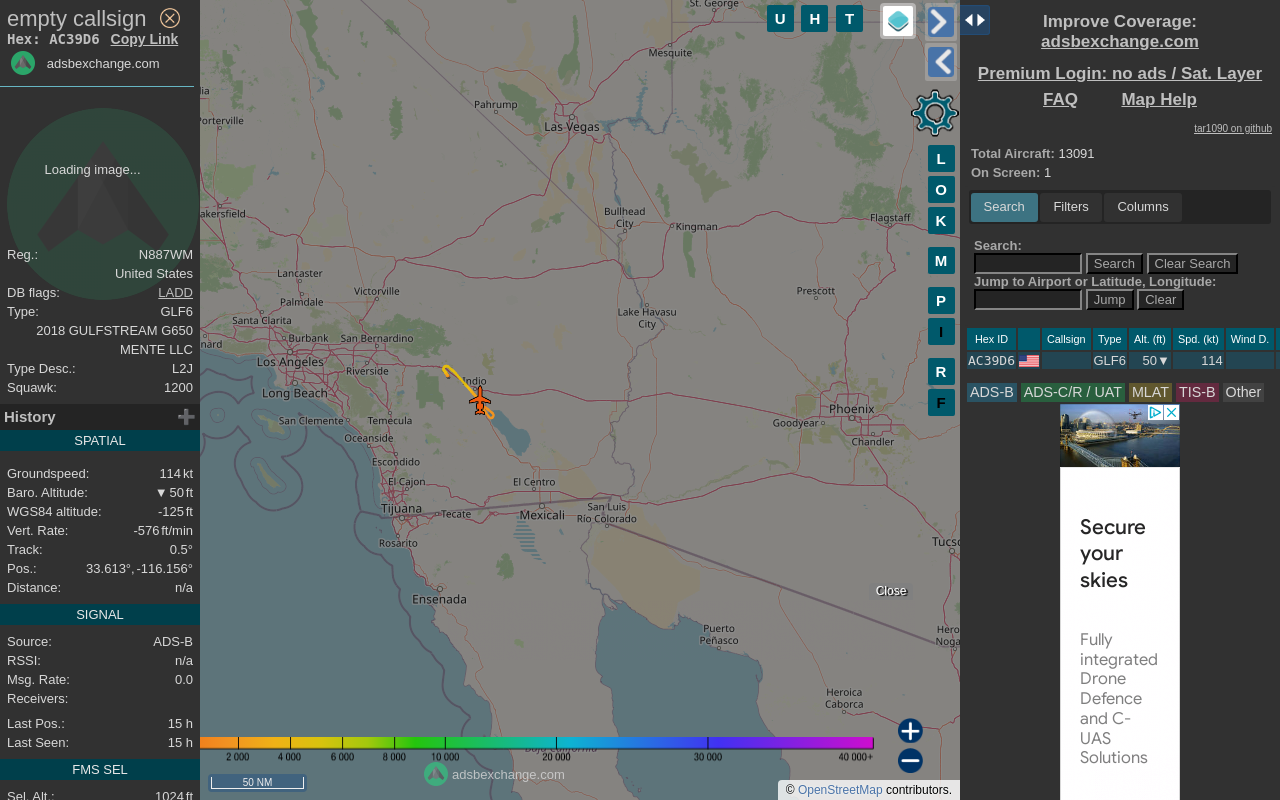 empty callsign
Hex: AC39D6 Copy Link
adsbexchange.com
Loading image...
Reg.: N887WM
United States
DB flags: LADD
Type: GLF6
2018 GULFSTREAM G650
MENTE LLC
Type Desc.: L2J
Squawk: 1200
History
SPATIAL
Groundspeed: 114 kt
Baro. Altitude: ▼ 50 ft
WGS84 altitude: -125 ft
Vert. Rate: -576 ft/min
Track: 0.5°
Pos.: 33.613°, -116.156°
Distance: n/a
SIGNAL
Source: ADS-B
RSSI: n/a
Msg. Rate: 0.0
Receivers:
Last Pos.: 15 h
Last Seen: 15 h
FMS SEL
Sel. Alt.: 1024 ft
St. George
Mesquite
Pahrump
Las Vegas
Porterville
Bakersfield
Bullhead
City
Kingman
Flagstaff
Lancaster
Palmdale
Victorville
Santa Clarita
Burbank
San Bernardino
Los Angeles
Riverside
Long Beach
Indio
Lake Havasu
City
Prescott
San Clemente
Temecula
Oceanside
Escondido
El Cajon
Tijuana
Tecate
Rosarito
El Centro
Mexicali
San Luis
Río Colorado
Phoenix
Goodyear
Chandler
Ensenada
Puerto
Peñasco
Heroica
Caborca
Tucso
Hero
Noga
Close
U H T
L
O
K
M
P
I
R
F
2 000 4 000 6 000 8 000 10 000 20 000 30 000 40 000+
Baja California
adsbexchange.com
50 NM
© OpenStreetMap contributors.
Improve Coverage:
adsbexchange.com
Premium Login: no ads / Sat. Layer
FAQ Map Help
tar1090 on github
Total Aircraft: 13091
On Screen: 1
Search Filters Columns
Search:
Search Clear Search
Jump to Airport or Latitude, Longitude:
Jump Clear
Hex ID Callsign Type Alt. (ft) Spd. (kt) Wind D.
AC39D6 GLF6 50▼ 114
ADS-B ADS-C/R / UAT MLAT TIS-B Other
Secure
your
skies
Fully
integrated
Drone
Defence
and C-
UAS
Solutions